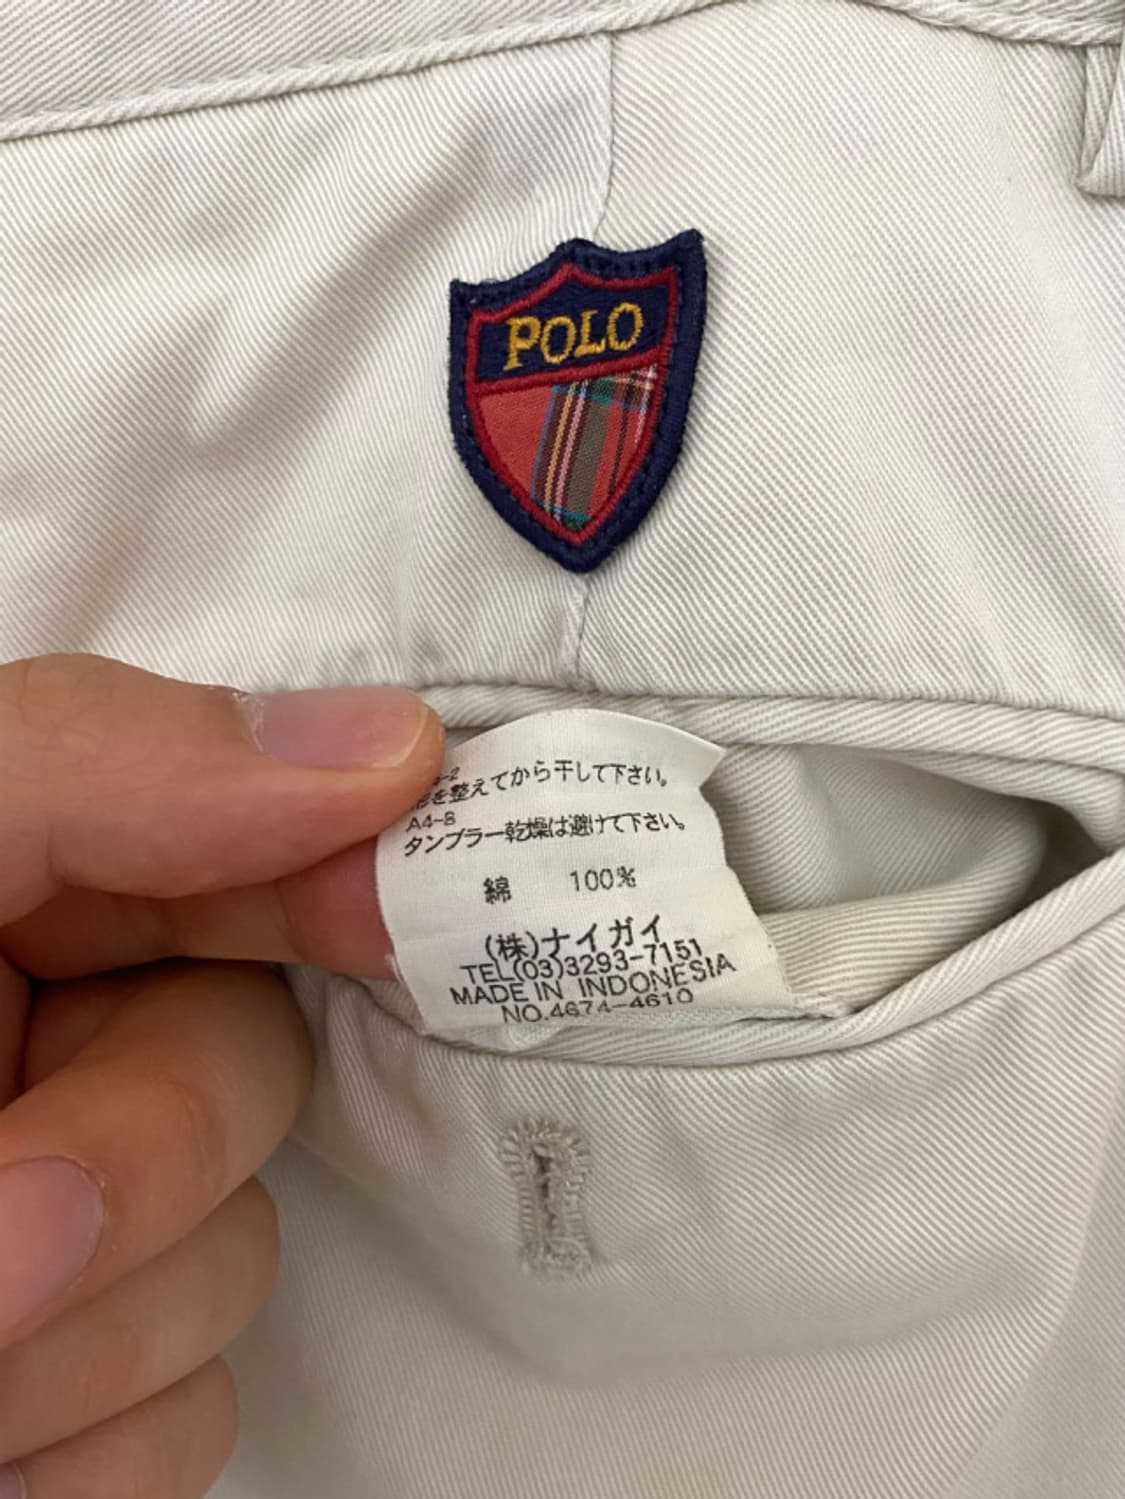 POLO
を整えてから干して下さい。
A4-8
タンブラー乾燥は避けて下さい。
綿 100%
(株)ナイガイ
TEL(03)3293-7151
MADE IN INDONESIA
NO.4674-4610